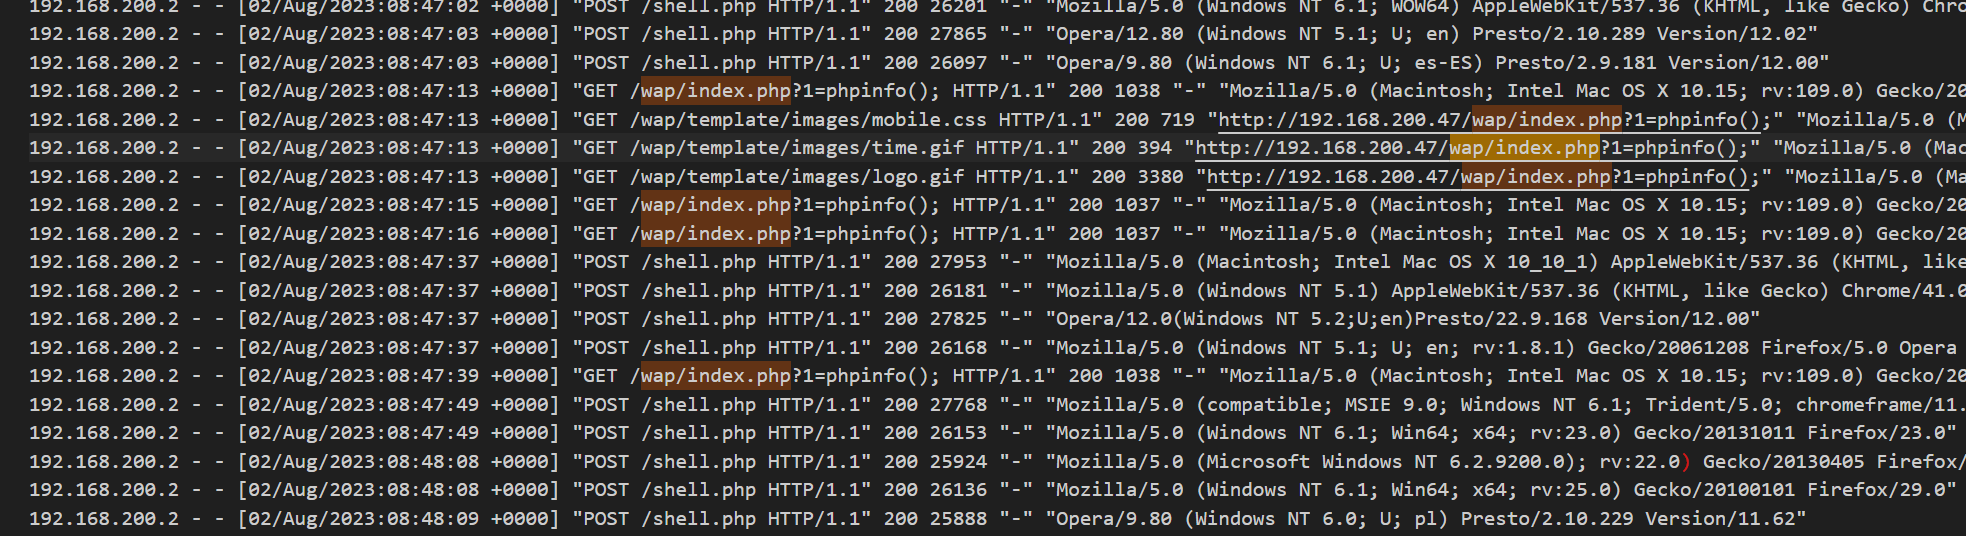 192.168.200.2 - - [02/Aug/2023:08:47:02 +0000] "POST /shell.php HTTP/1.1" 200 26201 "-" "Mozilla/5.0 (Windows NT 6.1; WOW64) AppleWebKit/537.36 (KHTML, like Gecko) Chro
192.168.200.2 - - [02/Aug/2023:08:47:03 +0000] "POST /shell.php HTTP/1.1" 200 27865 "-" "Opera/12.80 (Windows NT 5.1; U; en) Presto/2.10.289 Version/12.02"
192.168.200.2 - - [02/Aug/2023:08:47:03 +0000] "POST /shell.php HTTP/1.1" 200 26097 "-" "Opera/9.80 (Windows NT 6.1; U; es-ES) Presto/2.9.181 Version/12.00"
192.168.200.2 - - [02/Aug/2023:08:47:13 +0000] "GET /wap/index.php?1=phpinfo(); HTTP/1.1" 200 1038 "-" "Mozilla/5.0 (Macintosh; Intel Mac OS X 10.15; rv:109.0) Gecko/20
192.168.200.2 - - [02/Aug/2023:08:47:13 +0000] "GET /wap/template/images/mobile.css HTTP/1.1" 200 719 "http://192.168.200.47/wap/index.php?1=phpinfo();" "Mozilla/5.0 (M
192.168.200.2 - - [02/Aug/2023:08:47:13 +0000] "GET /wap/template/images/time.gif HTTP/1.1" 200 394 "http://192.168.200.47/wap/index.php?1=phpinfo();" "Mozilla/5.0 (Mac
192.168.200.2 - - [02/Aug/2023:08:47:13 +0000] "GET /wap/template/images/logo.gif HTTP/1.1" 200 3380 "http://192.168.200.47/wap/index.php?1=phpinfo();" "Mozilla/5.0 (Ma
192.168.200.2 - - [02/Aug/2023:08:47:15 +0000] "GET /wap/index.php?1=phpinfo(); HTTP/1.1" 200 1037 "-" "Mozilla/5.0 (Macintosh; Intel Mac OS X 10.15; rv:109.0) Gecko/20
192.168.200.2 - - [02/Aug/2023:08:47:16 +0000] "GET /wap/index.php?1=phpinfo(); HTTP/1.1" 200 1037 "-" "Mozilla/5.0 (Macintosh; Intel Mac OS X 10.15; rv:109.0) Gecko/20
192.168.200.2 - - [02/Aug/2023:08:47:37 +0000] "POST /shell.php HTTP/1.1" 200 27953 "-" "Mozilla/5.0 (Macintosh; Intel Mac OS X 10_10_1) AppleWebKit/537.36 (KHTML, like
192.168.200.2 - - [02/Aug/2023:08:47:37 +0000] "POST /shell.php HTTP/1.1" 200 26181 "-" "Mozilla/5.0 (Windows NT 5.1) AppleWebKit/537.36 (KHTML, like Gecko) Chrome/41.0
192.168.200.2 - - [02/Aug/2023:08:47:37 +0000] "POST /shell.php HTTP/1.1" 200 27825 "-" "Opera/12.0(Windows NT 5.2;U;en)Presto/22.9.168 Version/12.00"
192.168.200.2 - - [02/Aug/2023:08:47:37 +0000] "POST /shell.php HTTP/1.1" 200 26168 "-" "Mozilla/5.0 (Windows NT 5.1; U; en; rv:1.8.1) Gecko/20061208 Firefox/5.0 Opera
192.168.200.2 - - [02/Aug/2023:08:47:39 +0000] "GET /wap/index.php?1=phpinfo(); HTTP/1.1" 200 1038 "-" "Mozilla/5.0 (Macintosh; Intel Mac OS X 10.15; rv:109.0) Gecko/20
192.168.200.2 - - [02/Aug/2023:08:47:49 +0000] "POST /shell.php HTTP/1.1" 200 27768 "-" "Mozilla/5.0 (compatible; MSIE 9.0; Windows NT 6.1; Trident/5.0; chromeframe/11.
192.168.200.2 - - [02/Aug/2023:08:47:49 +0000] "POST /shell.php HTTP/1.1" 200 26153 "-" "Mozilla/5.0 (Windows NT 6.1; Win64; x64; rv:23.0) Gecko/20131011 Firefox/23.0"
192.168.200.2 - - [02/Aug/2023:08:48:08 +0000] "POST /shell.php HTTP/1.1" 200 25924 "-" "Mozilla/5.0 (Microsoft Windows NT 6.2.9200.0); rv:22.0) Gecko/20130405 Firefox/
192.168.200.2 - - [02/Aug/2023:08:48:08 +0000] "POST /shell.php HTTP/1.1" 200 26136 "-" "Mozilla/5.0 (Windows NT 6.1; Win64; x64; rv:25.0) Gecko/20100101 Firefox/29.0"
192.168.200.2 - - [02/Aug/2023:08:48:09 +0000] "POST /shell.php HTTP/1.1" 200 25888 "-" "Opera/9.80 (Windows NT 6.0; U; pl) Presto/2.10.229 Version/11.62"